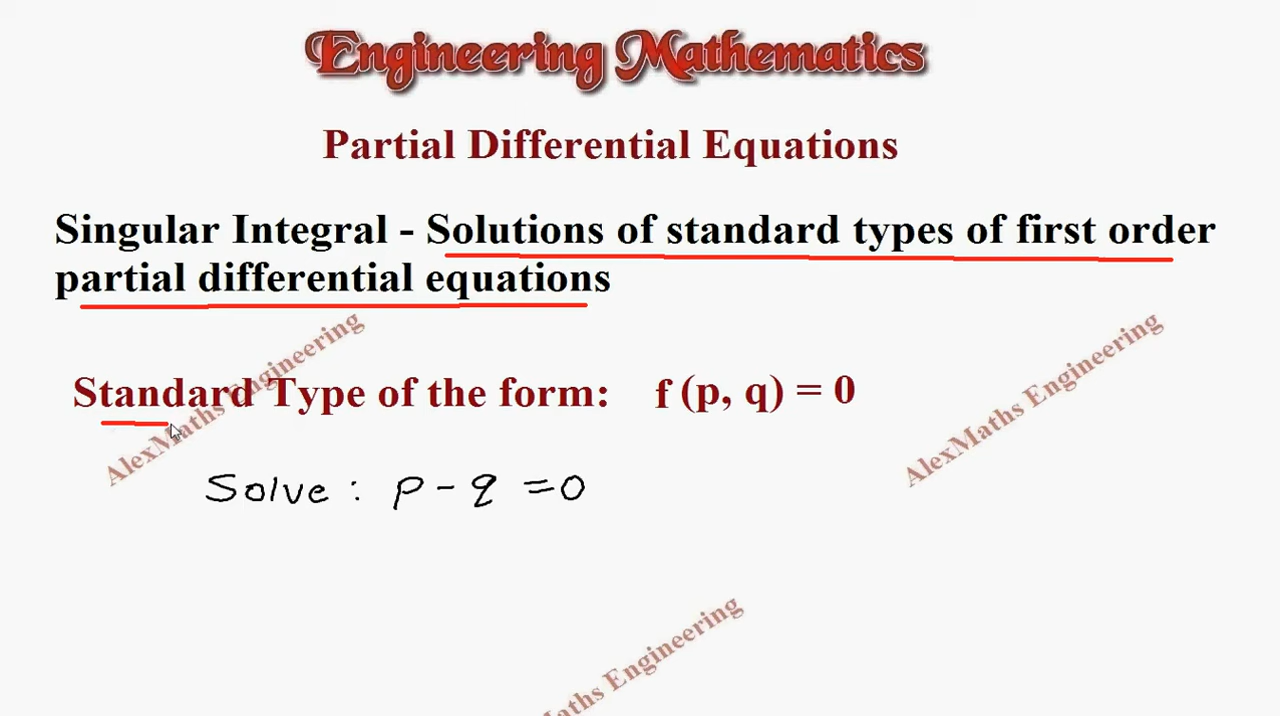 Engineering Mathematics
Partial Differential Equations
Singular Integral - Solutions of standard types of first order
partial differential equations
Standard Type of the form: f (p, q) = 0
AlexMaths Engineering
AlexMaths Engineering
Solve : p - q = 0
Maths Engineering